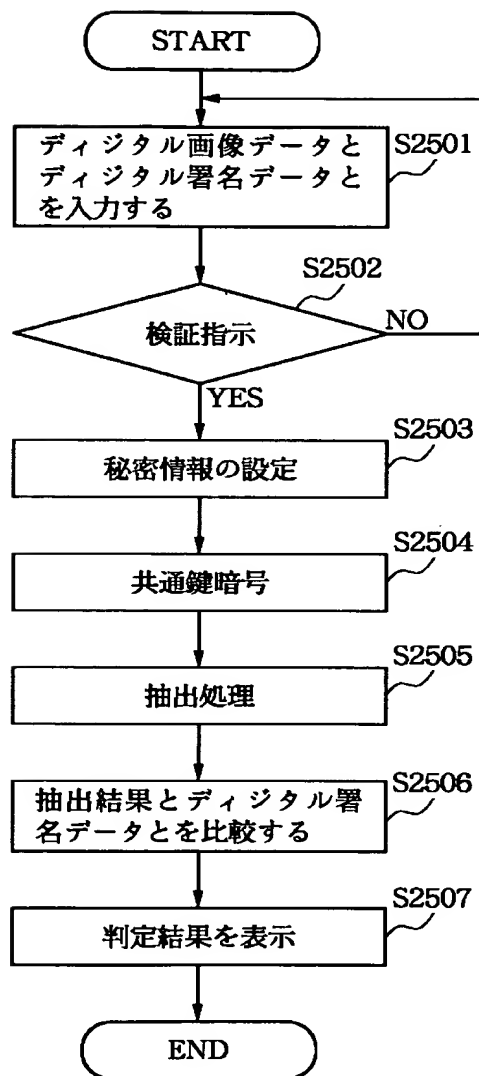 START
ディジタル画像データと
ディジタル署名データと
を入力する
S2501
S2502
検証指示
NO
YES
S2503
秘密情報の設定
S2504
共通鍵暗号
S2505
抽出処理
S2506
抽出結果とディジタル署
名データとを比較する
S2507
判定結果を表示
END